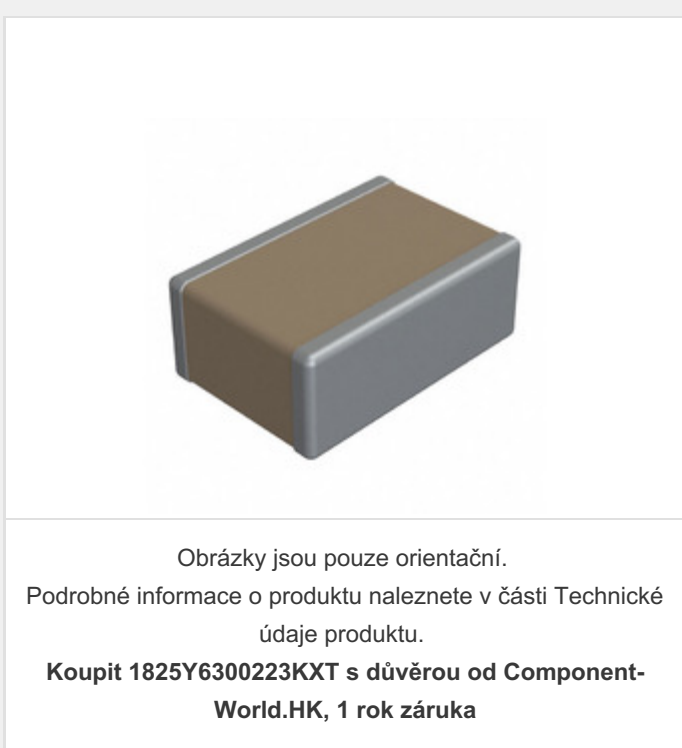 Obrázky jsou pouze orientační.
Podrobné informace o produktu naleznete v části Technické
údaje produktu.
Koupit 1825Y6300223KXT s důvěrou od Component-
World.HK, 1 rok záruka